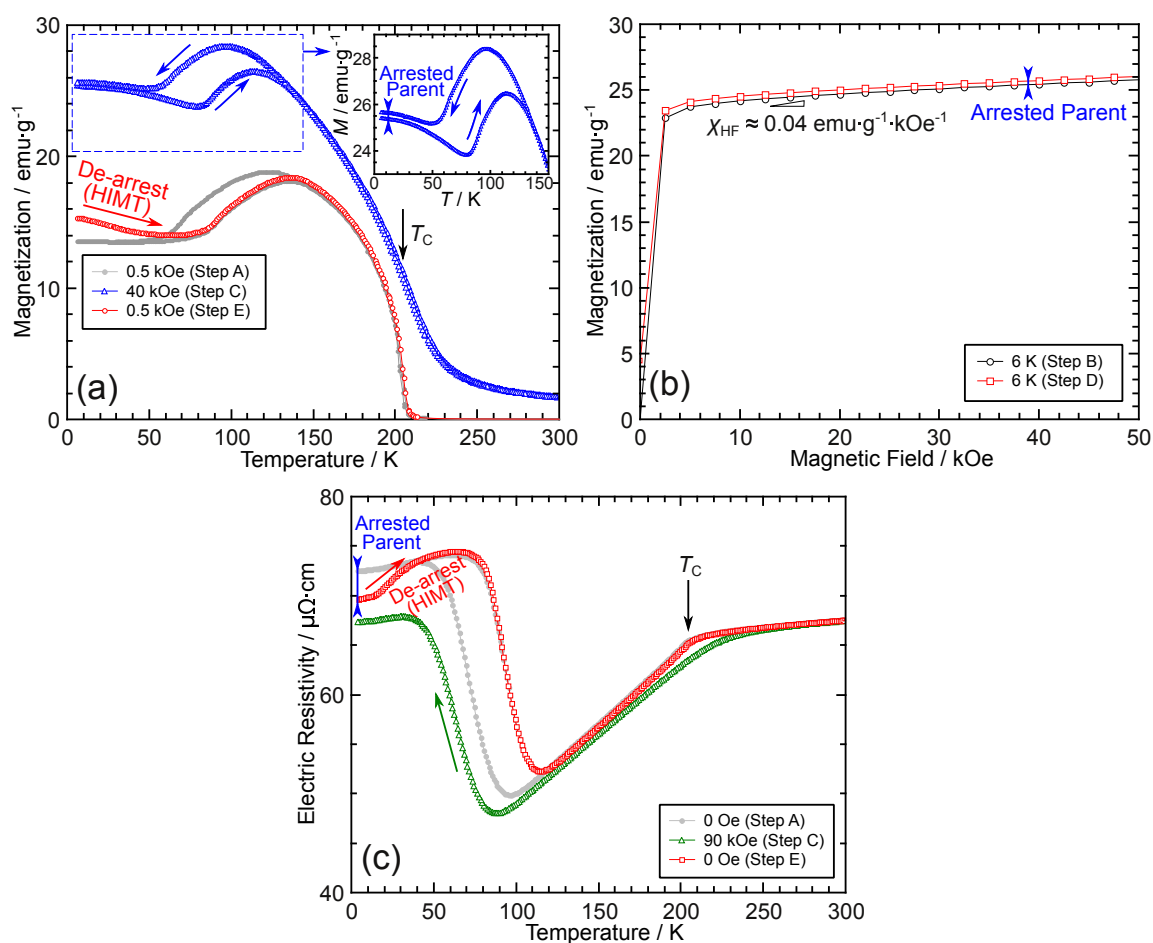 30
25
20
15
10
5
0
Magnetization / emu·g⁻¹
0 50 100 150 200 250 300
Temperature / K
De-arrest
(HIMT)
0.5 kOe (Step A)
40 kOe (Step C)
0.5 kOe (Step E)
(a)
T_C
28
26
24
M / emu·g⁻¹
0 50 100 150
T / K
Arrested
Parent
30
25
20
15
10
5
0
Magnetization / emu·g⁻¹
0 10 20 30 40 50
Magnetic Field / kOe
χ_HF ≈ 0.04 emu·g⁻¹·kOe⁻¹
Arrested Parent
6 K (Step B)
6 K (Step D)
(b)
Arrested
Parent
80
60
40
Electric Resistivity / μΩ·cm
De-arrest
(HIMT)
T_C
0 Oe (Step A)
90 kOe (Step C)
0 Oe (Step E)
(c)
0 50 100 150 200 250 300
Temperature / K